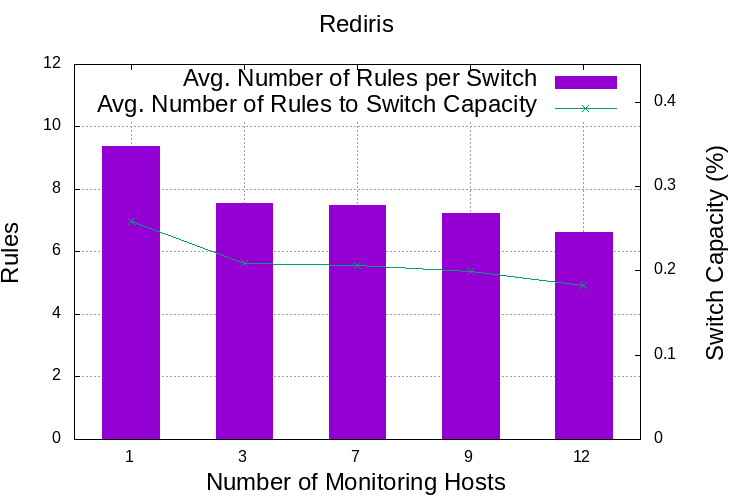 Rediris
Avg. Number of Rules per Switch
Avg. Number of Rules to Switch Capacity
12
10
8
6
4
2
0
Rules
0.4
0.3
0.2
0.1
0
Switch Capacity (%)
1 3 7 9 12
Number of Monitoring Hosts